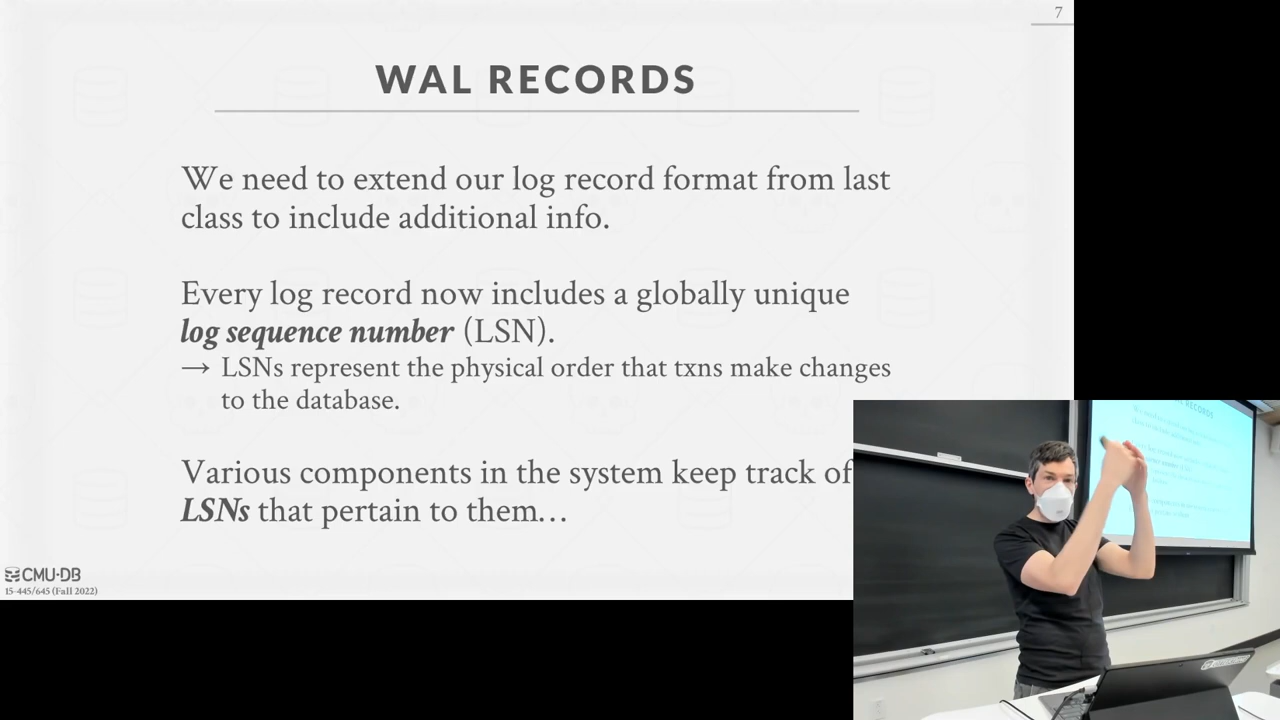 7
WAL RECORDS
We need to extend our log record format from last
class to include additional info.
Every log record now includes a globally unique
log sequence number (LSN).
→ LSNs represent the physical order that txns make changes
to the database.
Various components in the system keep track of
LSNs that pertain to them…
CMU·DB
15-445/645 (Fall 2022)